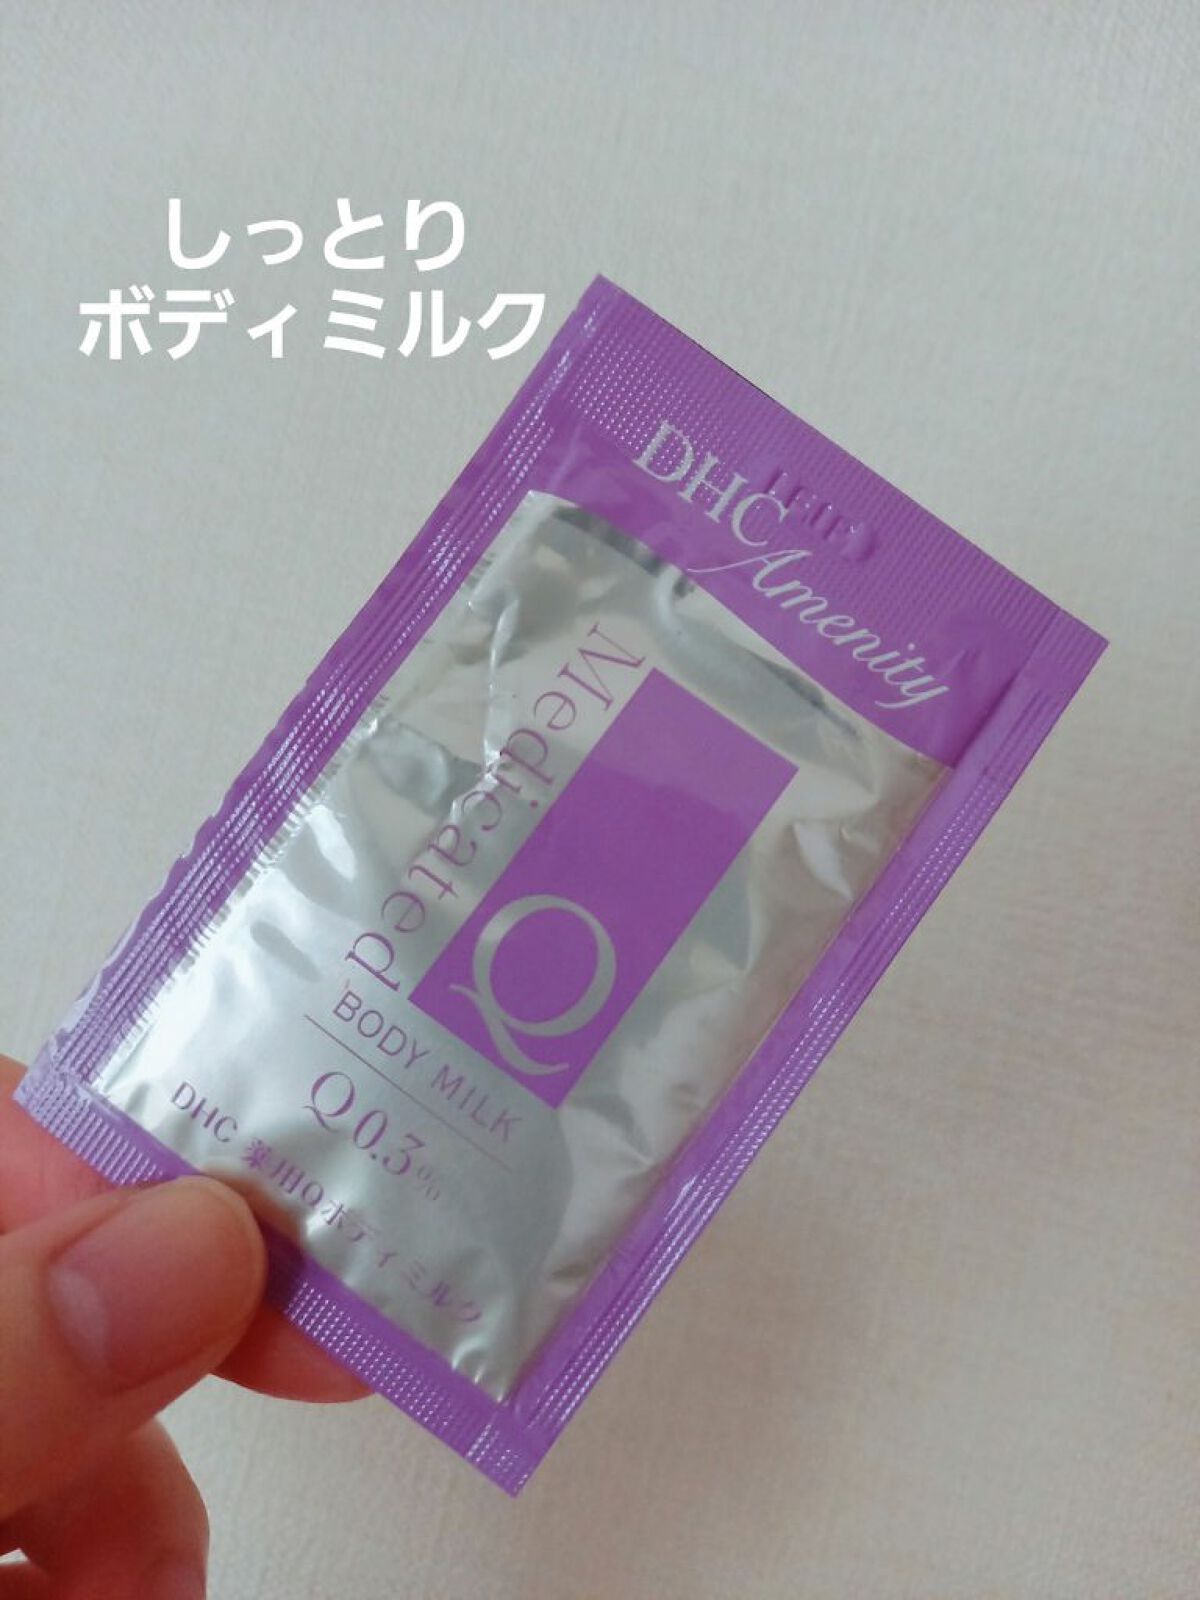 しっとり
ボディミルク
DHC Amenity
Medicated
Q
BODY MILK
Q 0.3%
DHC 薬用Qボディミルク